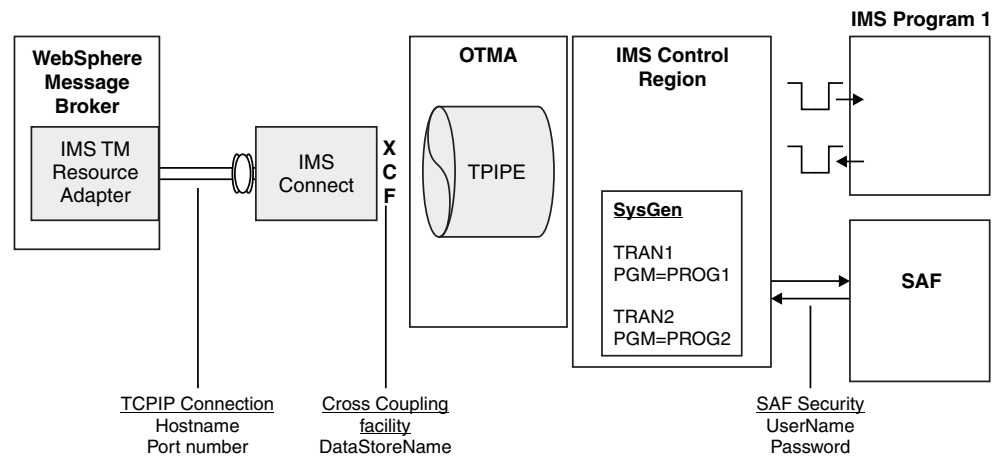 WebSphere
Message
Broker
IMS TM
Resource
Adapter
IMS
Connect
X
C
F
OTMA
TPIPE
IMS Control
Region
SysGen
TRAN1
PGM=PROG1
TRAN2
PGM=PROG2
IMS Program 1
SAF
TCPIP Connection
Hostname
Port number
Cross Coupling
facility
DataStoreName
SAF Security
UserName
Password